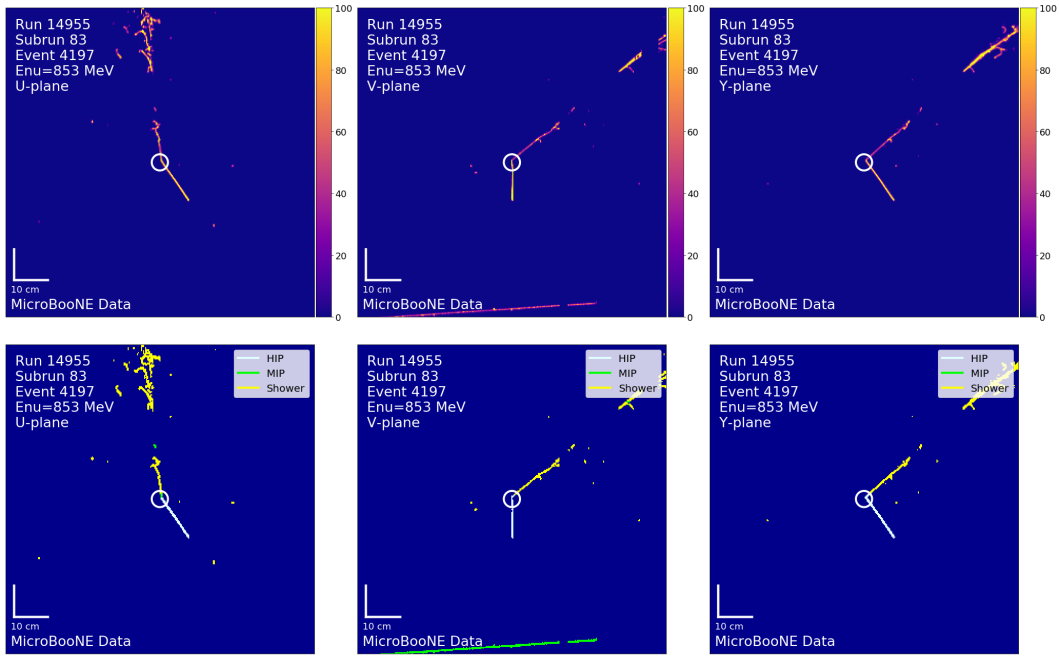 Run 14955
Subrun 83
Event 4197
Enu=853 MeV
U-plane
10 cm
MicroBooNE Data
100
80
60
40
20
0
Run 14955
Subrun 83
Event 4197
Enu=853 MeV
V-plane
10 cm
MicroBooNE Data
100
80
60
40
20
0
Run 14955
Subrun 83
Event 4197
Enu=853 MeV
Y-plane
10 cm
MicroBooNE Data
100
80
60
40
20
0
Run 14955
Subrun 83
Event 4197
Enu=853 MeV
U-plane
HIP
MIP
Shower
10 cm
MicroBooNE Data
Run 14955
Subrun 83
Event 4197
Enu=853 MeV
V-plane
HIP
MIP
Shower
10 cm
MicroBooNE Data
Run 14955
Subrun 83
Event 4197
Enu=853 MeV
Y-plane
HIP
MIP
Shower
10 cm
MicroBooNE Data